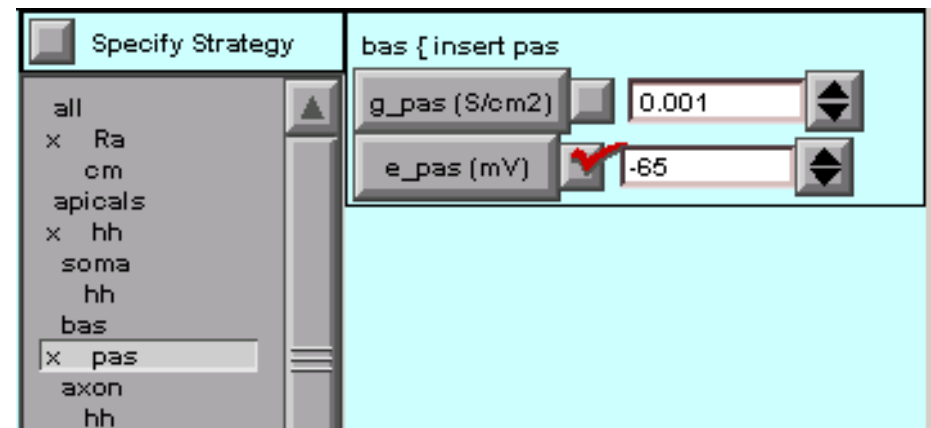 Specify Strategy
all
x Ra
cm
apicals
x hh
soma
hh
bas
x pas
axon
hh
bas { insert pas
g_pas (S/cm2) 0.001
e_pas (mV) -65